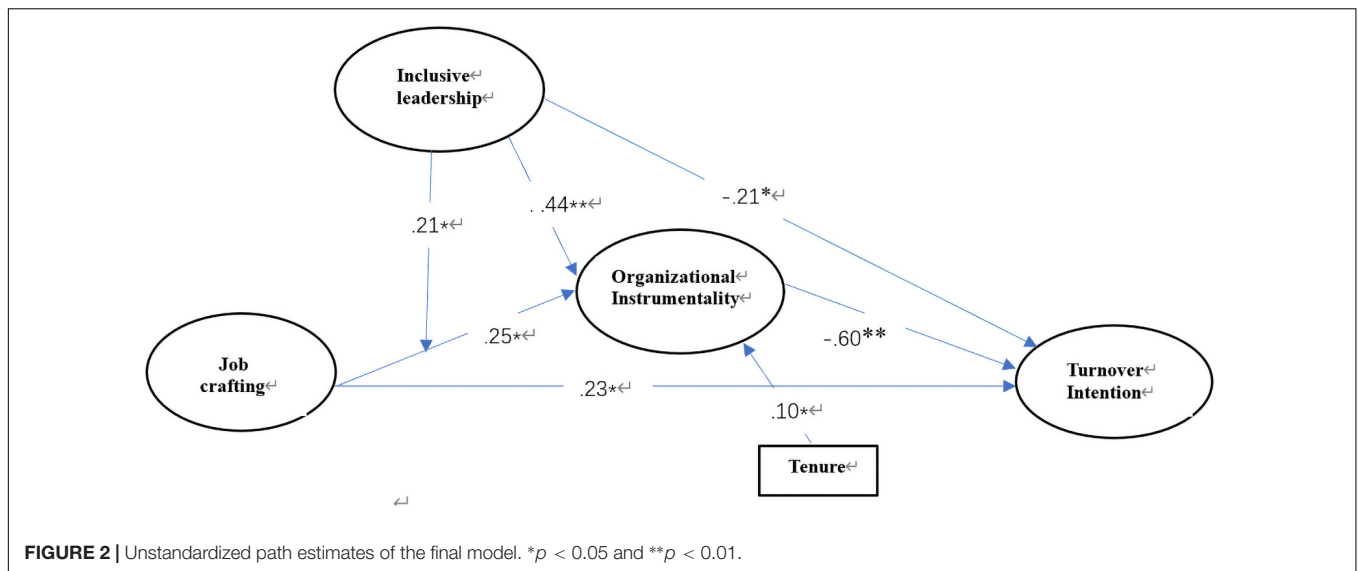 Inclusive↵
leadership↵
-.21*↵
. .44**↵
.21*↵
Organizational↵
Instrumentality↵
.25*↵
-.60**
Job
crafting↵
.23*↵
Turnover↵
Intention↵
.10*↵
Tenure↵
↵
FIGURE 2 | Unstandardized path estimates of the final model. *p < 0.05 and **p < 0.01.